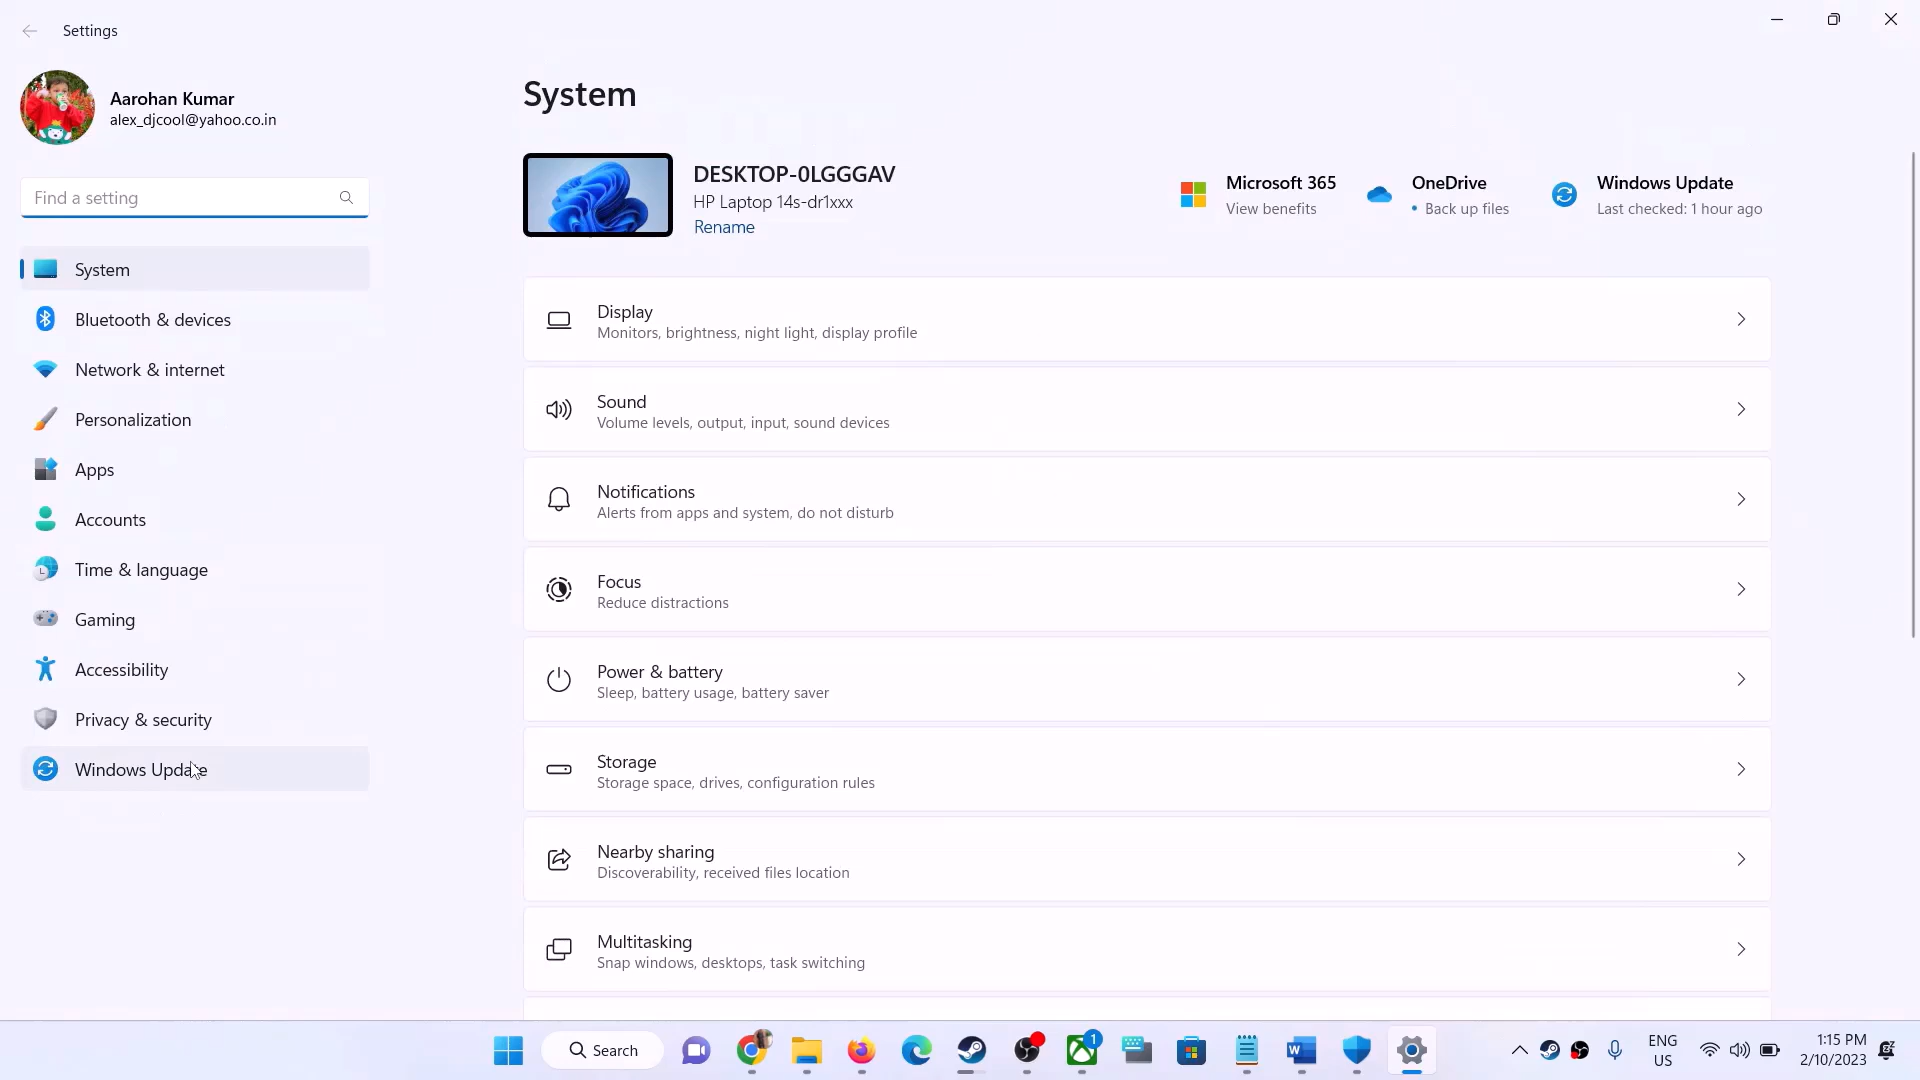 Settings
Aarohan Kumar
alex_djcool@yahoo.co.in
Find a setting
System
Bluetooth & devices
Network & internet
Personalization
Apps
Accounts
Time & language
Gaming
Accessibility
Privacy & security
Windows Update
System
DESKTOP-0LGGGAV
HP Laptop 14s-dr1xxx
Rename
Microsoft 365
View benefits
OneDrive
• Back up files
Windows Update
Last checked: 1 hour ago
Display
Monitors, brightness, night light, display profile
Sound
Volume levels, output, input, sound devices
Notifications
Alerts from apps and system, do not disturb
Focus
Reduce distractions
Power & battery
Sleep, battery usage, battery saver
Storage
Storage space, drives, configuration rules
Nearby sharing
Discoverability, received files location
Multitasking
Snap windows, desktops, task switching
Search
1
ENG
US
1:15 PM
2/10/2023